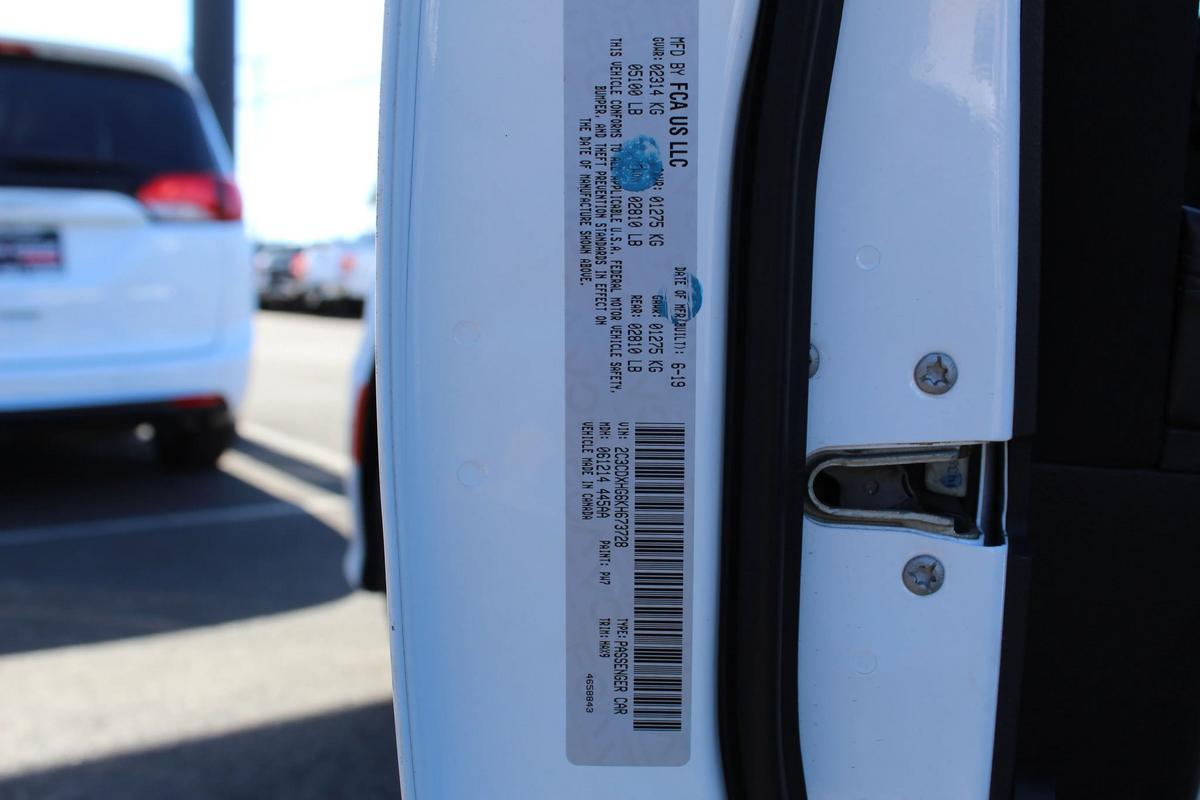 MFD BY FCA US LLC
DATE OF MFR(BUILT): 6-19
GVWR: 02314 KG
GAWR: 01275 KG
05100 LB
02810 LB
REAR: 02810 LB
01275 KG
THIS VEHICLE CONFORMS TO ALL APPLICABLE U.S.A. FEDERAL MOTOR VEHICLE SAFETY,
BUMPER, AND THEFT PREVENTION STANDARDS IN EFFECT ON
THE DATE OF MANUFACTURE SHOWN ABOVE.
VIN: 2C3CDXHG6KH673728
TYPE: PASSENGER CAR
MDH: 061214 445AA
PAINT: PW7
TRIM: HAX9
VEHICLE MADE IN CANADA
4658843